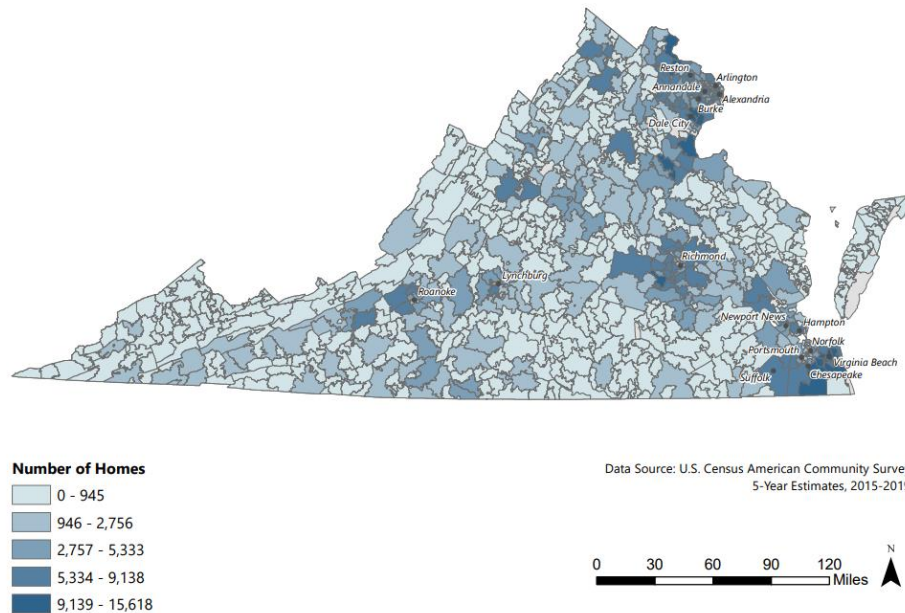 Reston
Arlington
Annandale
Alexandria
Burke
Dale City
Richmond
Lynchburg
Roanoke
Newport News
Hampton
Norfolk
Portsmouth
Virginia Beach
Suffolk
Chesapeake
Number of Homes
0 - 945
946 - 2,756
2,757 - 5,333
5,334 - 9,138
9,139 - 15,618
Data Source: U.S. Census American Community Surve
5-Year Estimates, 2015-201
0 30 60 90 120
Miles
N